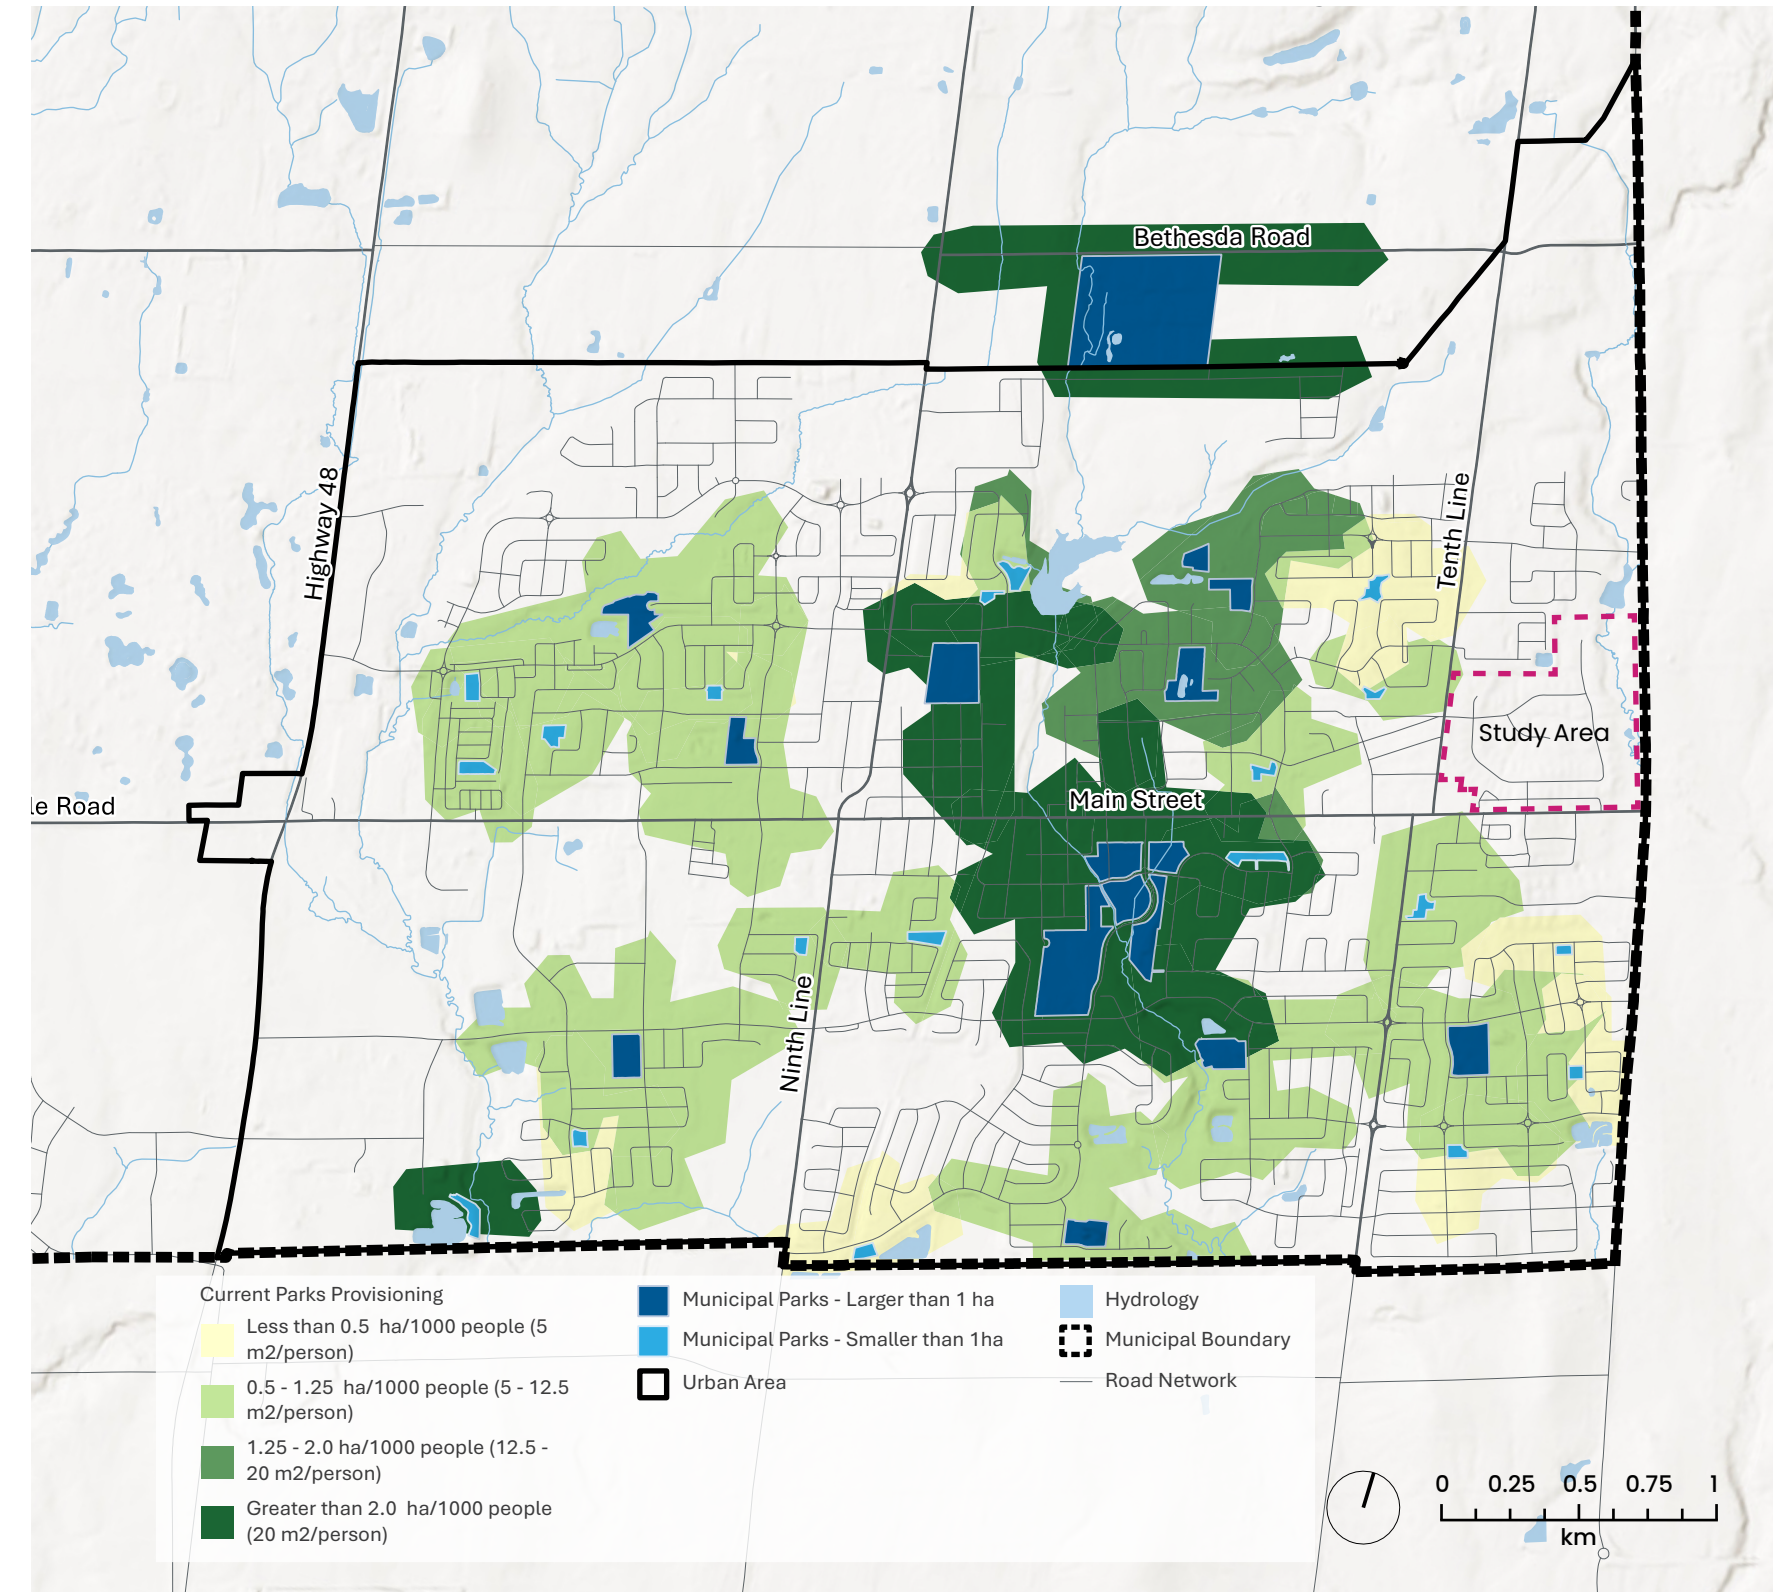 Bethesda Road
Highway 48
Tenth Line
Study Area
le Road
Main Street
Ninth Line
Current Parks Provisioning
Less than 0.5 ha/1000 people (5
m2/person)
0.5 - 1.25 ha/1000 people (5 - 12.5
m2/person)
1.25 - 2.0 ha/1000 people (12.5 -
20 m2/person)
Greater than 2.0 ha/1000 people
(20 m2/person)
Municipal Parks - Larger than 1 ha
Municipal Parks - Smaller than 1ha
Urban Area
Hydrology
Municipal Boundary
Road Network
0 0.25 0.5 0.75 1
km